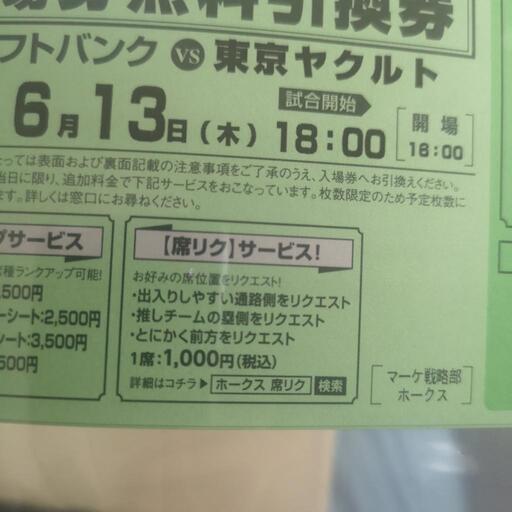 無料引換券
フトバンク VS 東京ヤクルト
6月13日(木) 試合開始 18:00 [開場 16:00]
たっては表面および裏面記載の注意事項をご了承のうえ、入場券へお引換えください。
当日に限り、追加料金で下記サービスをおこなっています。枚数限定のため予定枚数に
ます。詳しくは窓口にお尋ねください。
プサービス
席種ランクアップ可能!
,500円
ーシート:2,500円
シート:3,500円
500円
【席リク】サービス!
お好みの席位置をリクエスト!
・出入りしやすい通路側をリクエスト
・推しチームの塁側をリクエスト
・とにかく前方をリクエスト
1席:1,000円(税込)
詳細はコチラ▶ ホークス 席リク 検索
マーケ戦略部
ホークス